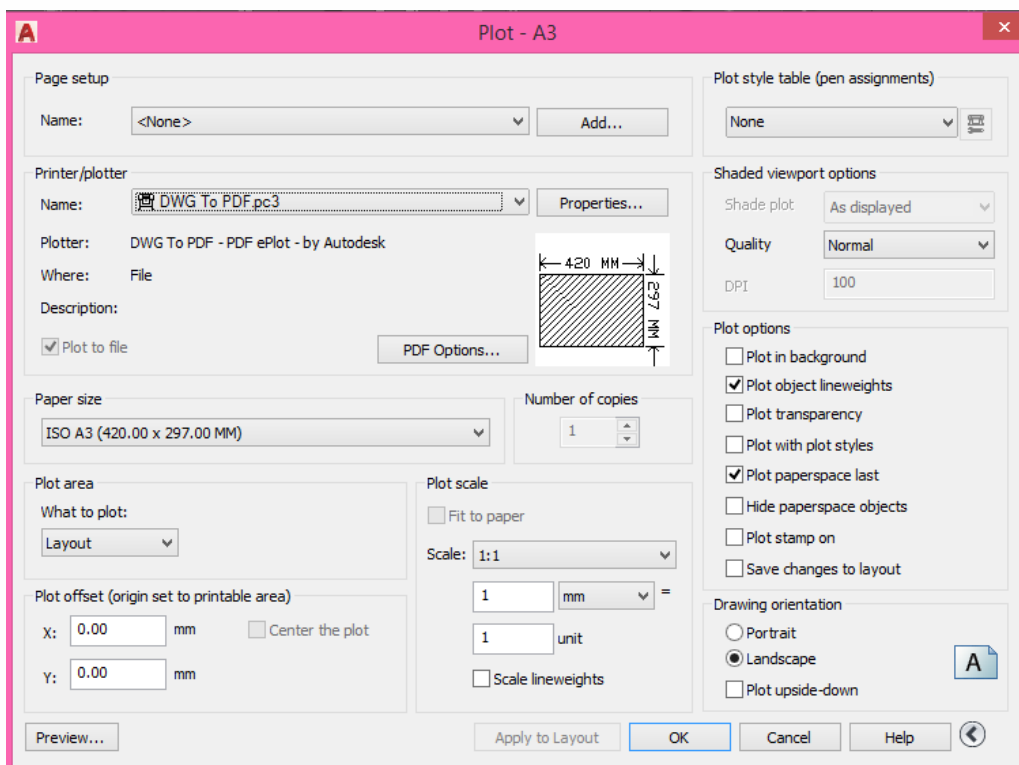 Plot - A3
Page setup
Name: <None> Add...
Plot style table (pen assignments)
None
Printer/plotter
Name: DWG To PDF.pc3 Properties...
Plotter: DWG To PDF - PDF ePlot - by Autodesk
Where: File
Description:
Plot to file
PDF Options...
420 MM
297 MM
Shaded viewport options
Shade plot As displayed
Quality Normal
DPI 100
Paper size
ISO A3 (420.00 x 297.00 MM)
Number of copies
1
Plot options
Plot in background
Plot object lineweights
Plot transparency
Plot with plot styles
Plot paperspace last
Hide paperspace objects
Plot stamp on
Save changes to layout
Plot area
What to plot:
Layout
Plot scale
Fit to paper
Scale: 1:1
1 mm =
1 unit
Scale lineweights
Plot offset (origin set to printable area)
X: 0.00 mm Center the plot
Y: 0.00 mm
Drawing orientation
Portrait
Landscape
Plot upside-down
A
Preview... Apply to Layout OK Cancel Help